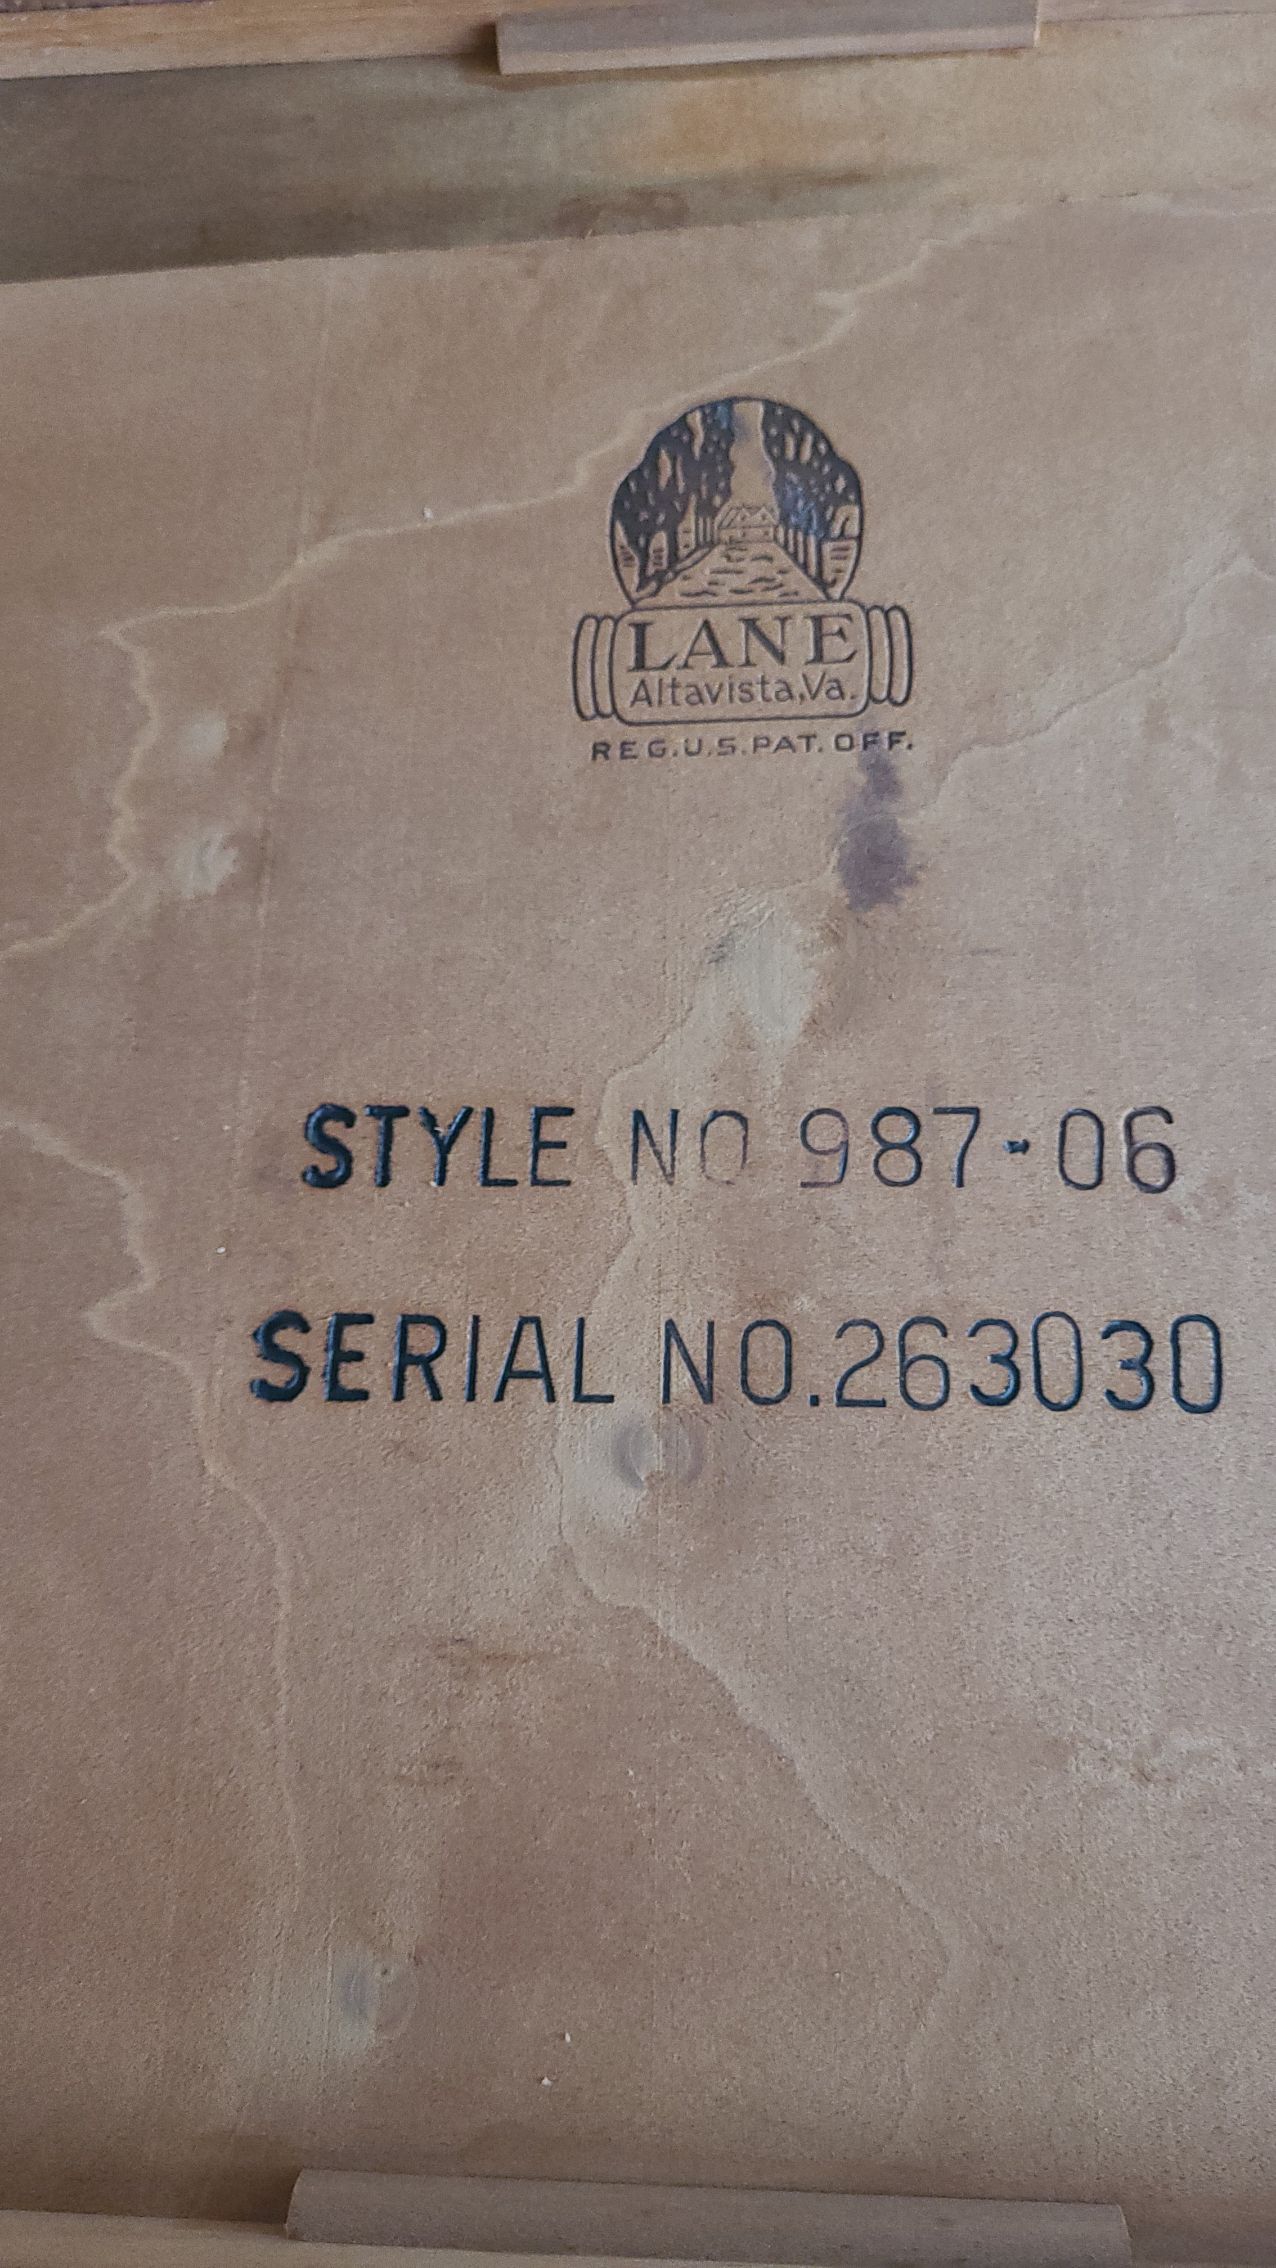 LANE
Altavista,Va.
REG.U.S.PAT. OFF.
STYLE NO 987-06
SERIAL NO.263030